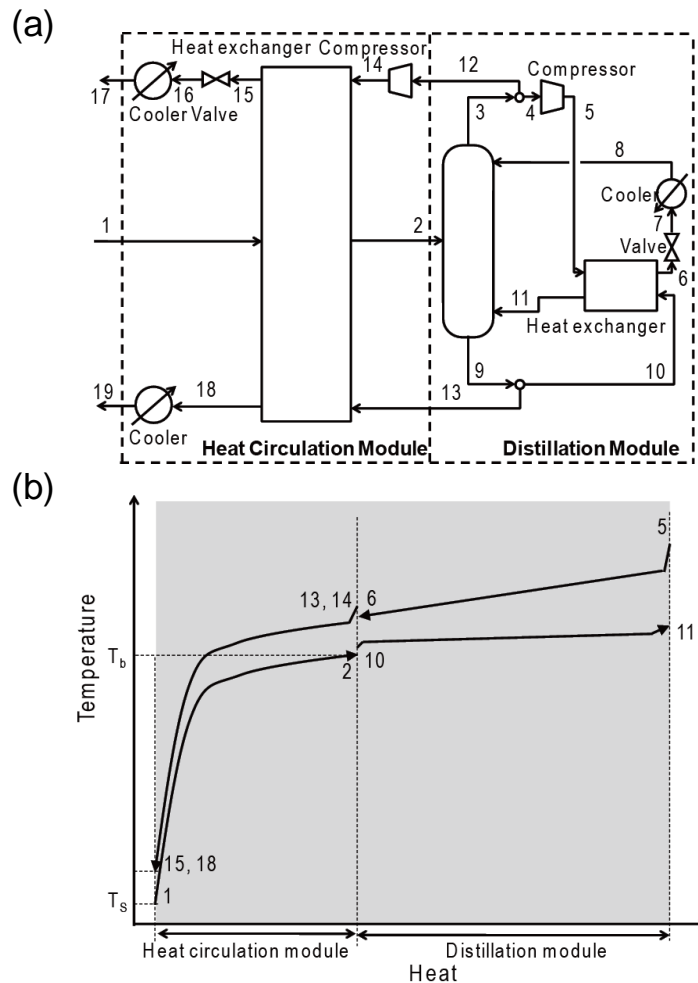 (a)
Heat exchanger Compressor
14
12
Compressor
17
16
15
3
4
5
Cooler Valve
8
Cooler
7
1
2
Valve
6
11
Heat exchanger
9
10
19
18
13
Cooler
Heat Circulation Module
Distillation Module
(b)
Temperature
5
13, 14
6
11
Tb
2
10
15, 18
Ts
1
Heat circulation module
Distillation module
Heat